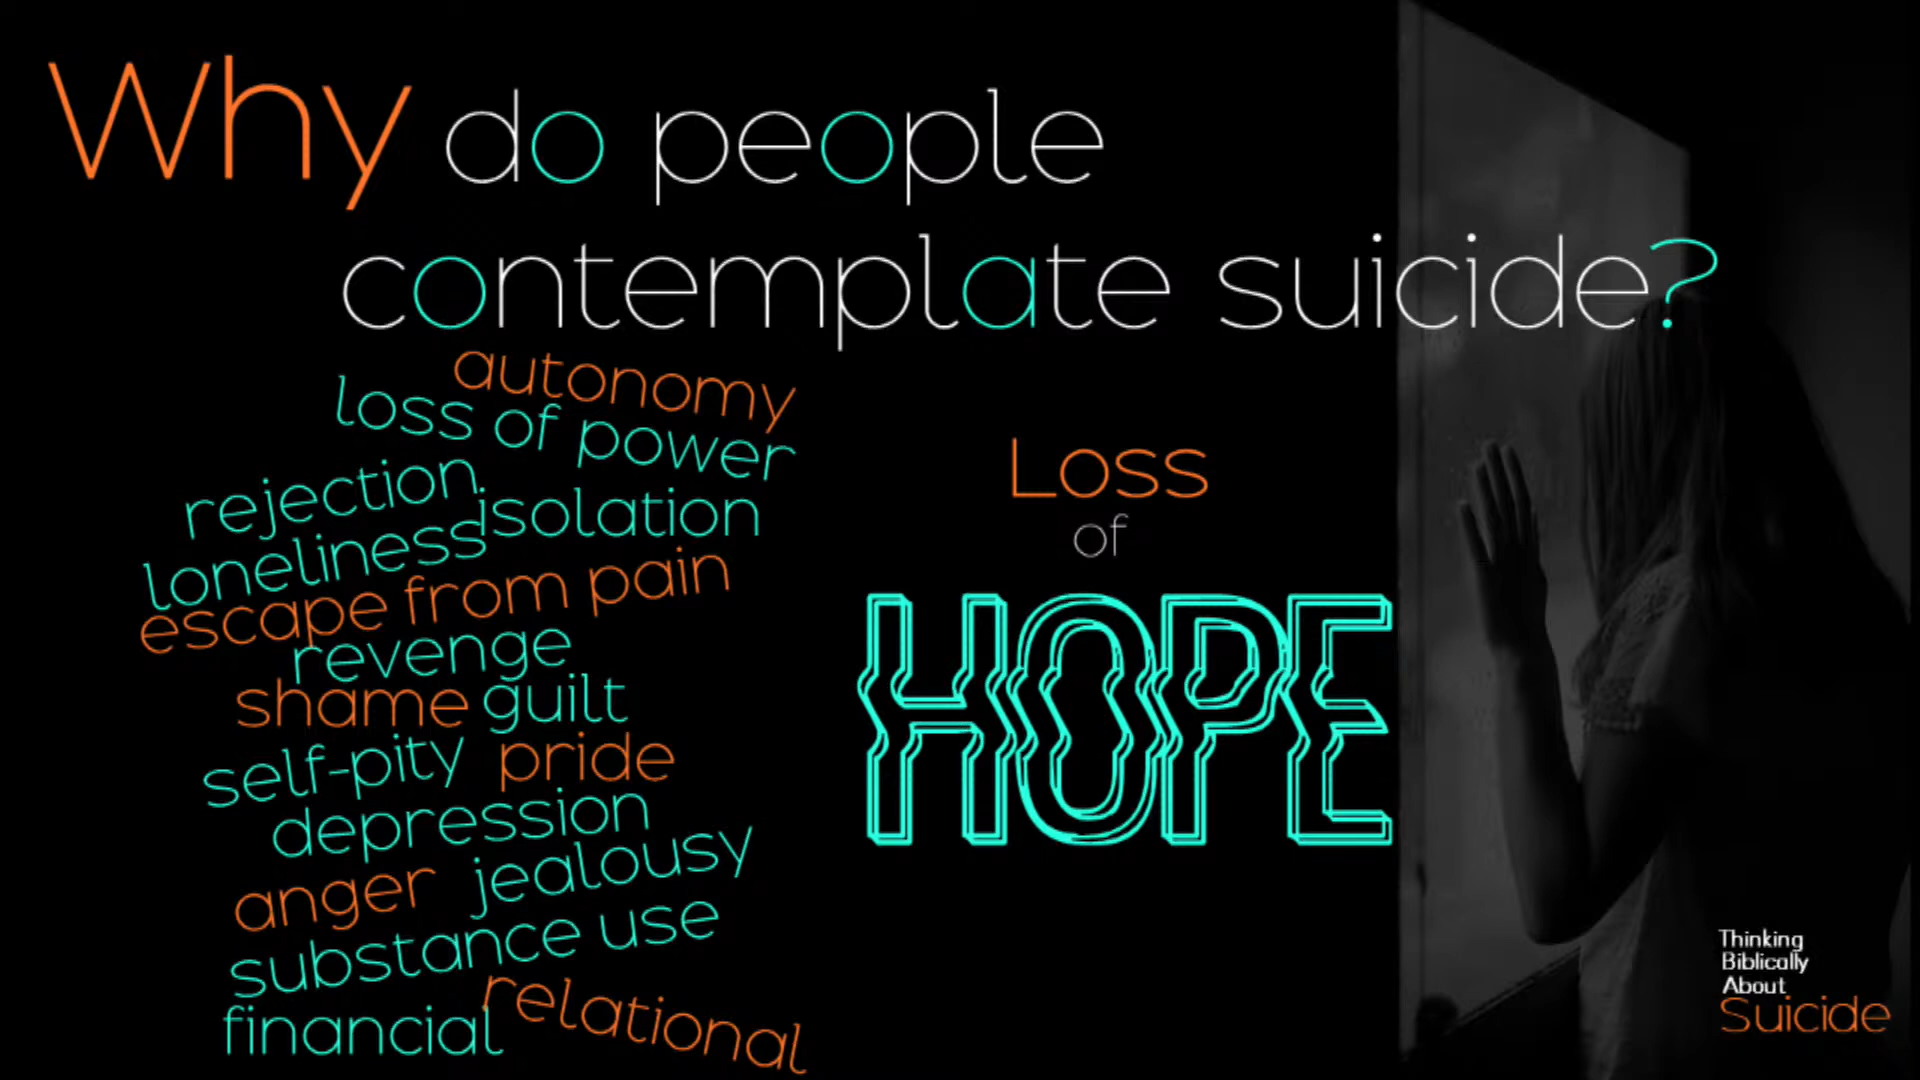 Why do people
contemplate suicide?
autonomy
loss of power
rejection
isolation
loneliness
escape from pain
revenge
shame guilt
self-pity pride
depression
anger jealousy
substance use
relational
financial
Loss
of
HOPE
Thinking
Biblically
About
Suicide